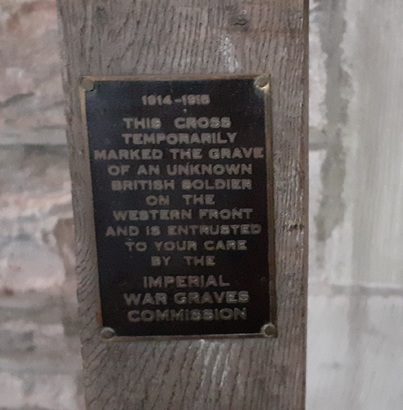 1914-1918
THIS CROSS
TEMPORARILY
MARKED THE GRAVE
OF AN UNKNOWN
BRITISH SOLDIER
ON THE
WESTERN FRONT
AND IS ENTRUSTED
TO YOUR CARE
BY THE
IMPERIAL
WAR GRAVES
COMMISSION